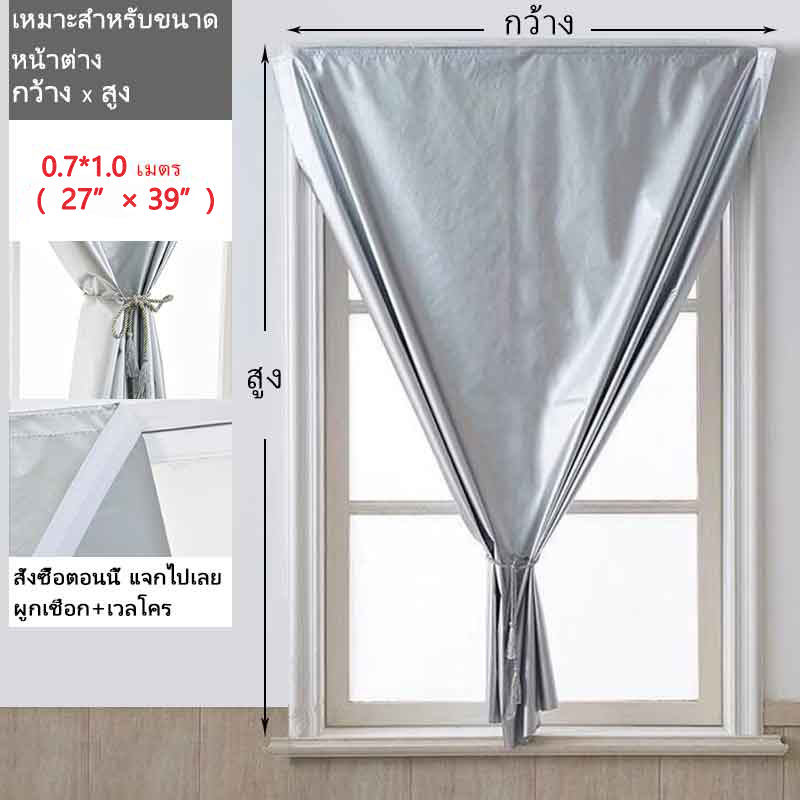 เหมาะสำหรับขนาด
หน้าต่าง
กว้าง x สูง
0.7*1.0 เมตร
( 27” × 39” )
สั่งซื้อตอนนี้ แจกไปเลย
ผูกเชือก+เวลโคร
กว้าง
สูง